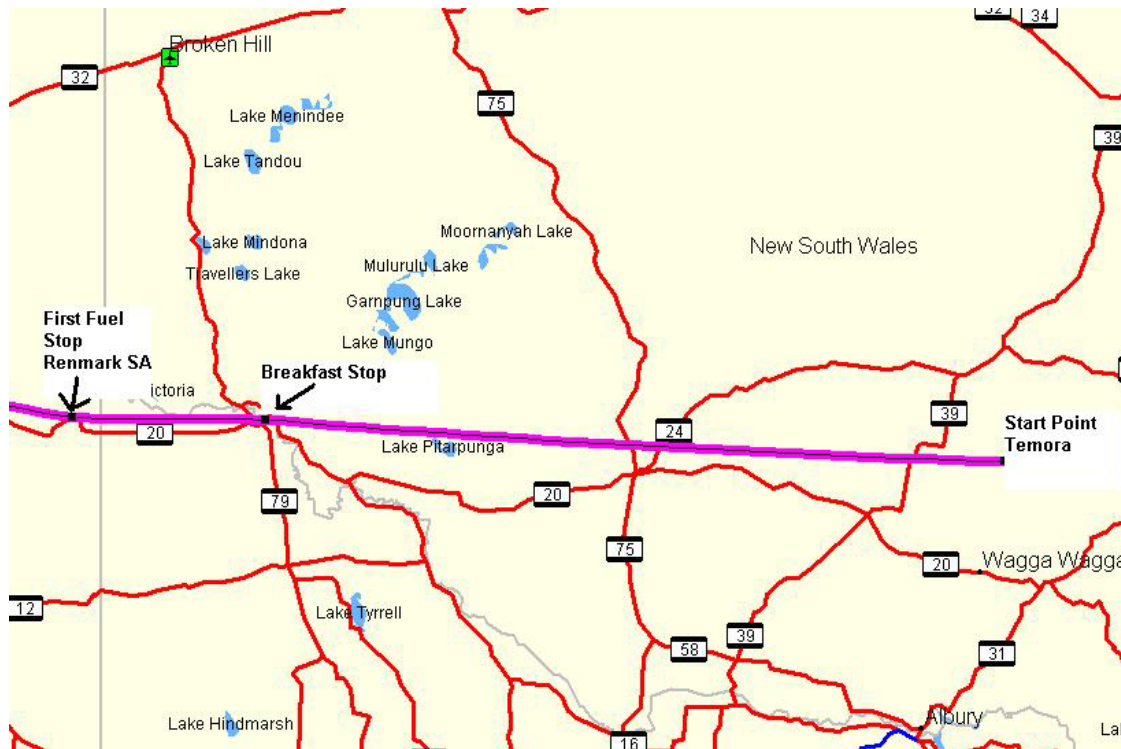 32
34
Broken Hill
32
75
39
Lake Menindee
Lake Tandou
Moornanyah Lake
Lake Mindona
New South Wales
Mulurulu Lake
Travellers Lake
Garnpung Lake
First Fuel
Stop
Renmark SA
Lake Mungo
Breakfast Stop
ictoria
39
Start Point
Temora
24
20
Lake Pitarpunga
20
79
75
20
Wagga Wagga
12
Lake Tyrrell
39
58
31
Lake Hindmarsh
Albury
La
16